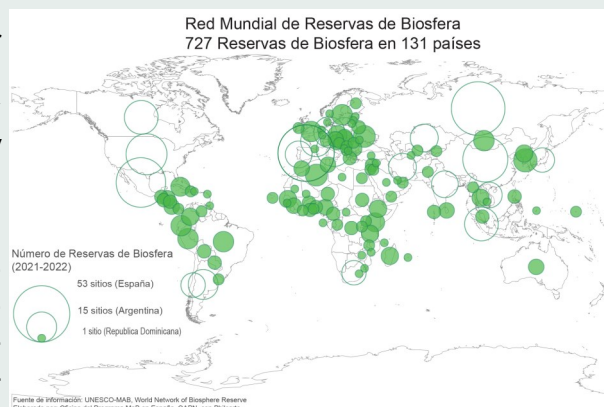 Red Mundial de Reservas de Biosfera
727 Reservas de Biosfera en 131 países
Número de Reservas de Biosfera
(2021-2022)
53 sitios (España)
15 sitios (Argentina)
1 sitio (Republica Dominicana)
Fuente de información: UNESCO-MAB, World Network of Biosphere Reserve